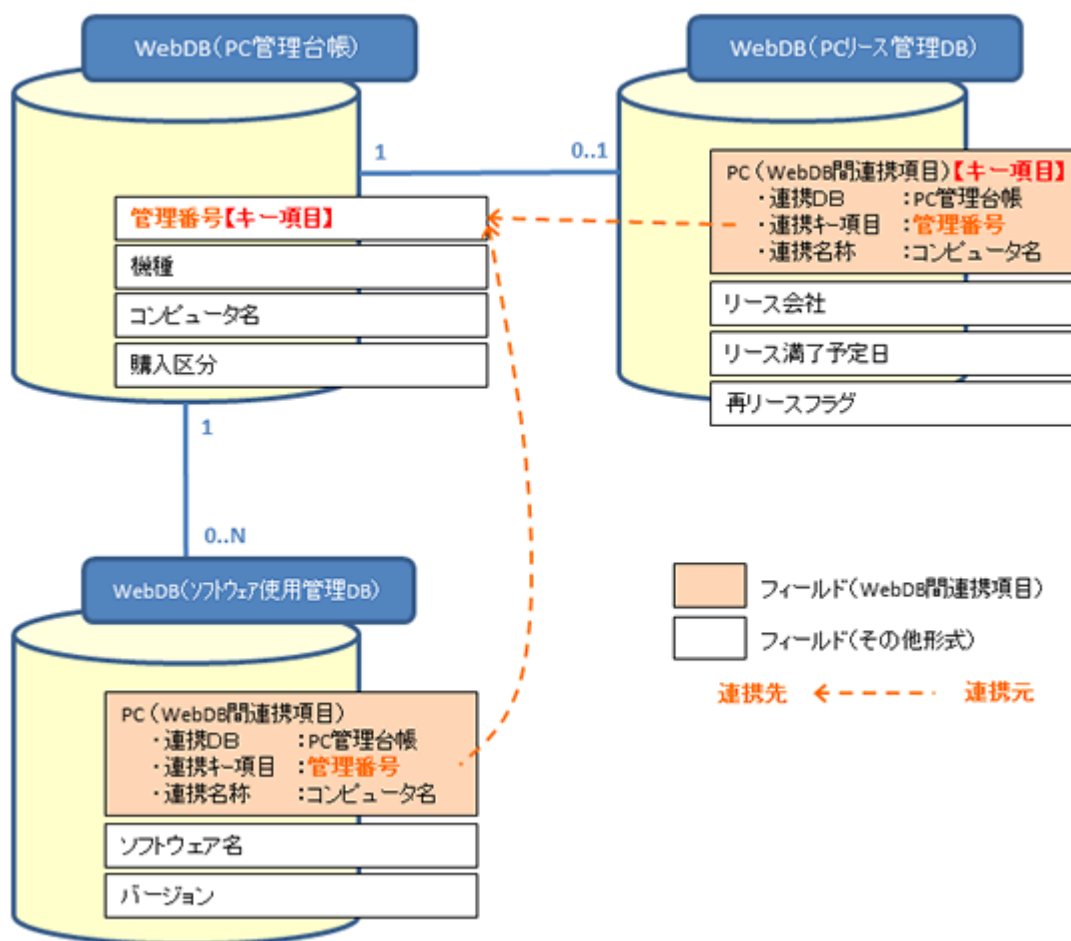 WebDB(PC管理台帳)
WebDB(PCリース管理DB)
1
0..1
PC(WebDB間連携項目)【キー項目】
・連携DB :PC管理台帳
・連携キー項目 :管理番号
・連携名称 :コンピュータ名
リース会社
リース満了予定日
再リースフラグ
管理番号【キー項目】
機種
コンピュータ名
購入区分
1
0..N
WebDB(ソフトウェア使用管理DB)
PC(WebDB間連携項目)
・連携DB :PC管理台帳
・連携キー項目 :管理番号
・連携名称 :コンピュータ名
ソフトウェア名
バージョン
フィールド(WebDB間連携項目)
フィールド(その他形式)
連携先 連携元